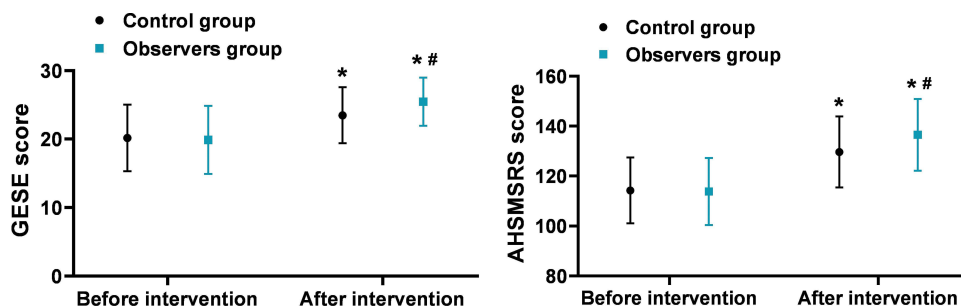 Control group
Observers group
GESE score
30
20
10
0
*
* #
Before intervention
After intervention
Control group
Observers group
AHSMSRS score
160
140
120
100
80
*
* #
Before intervention
After intervention